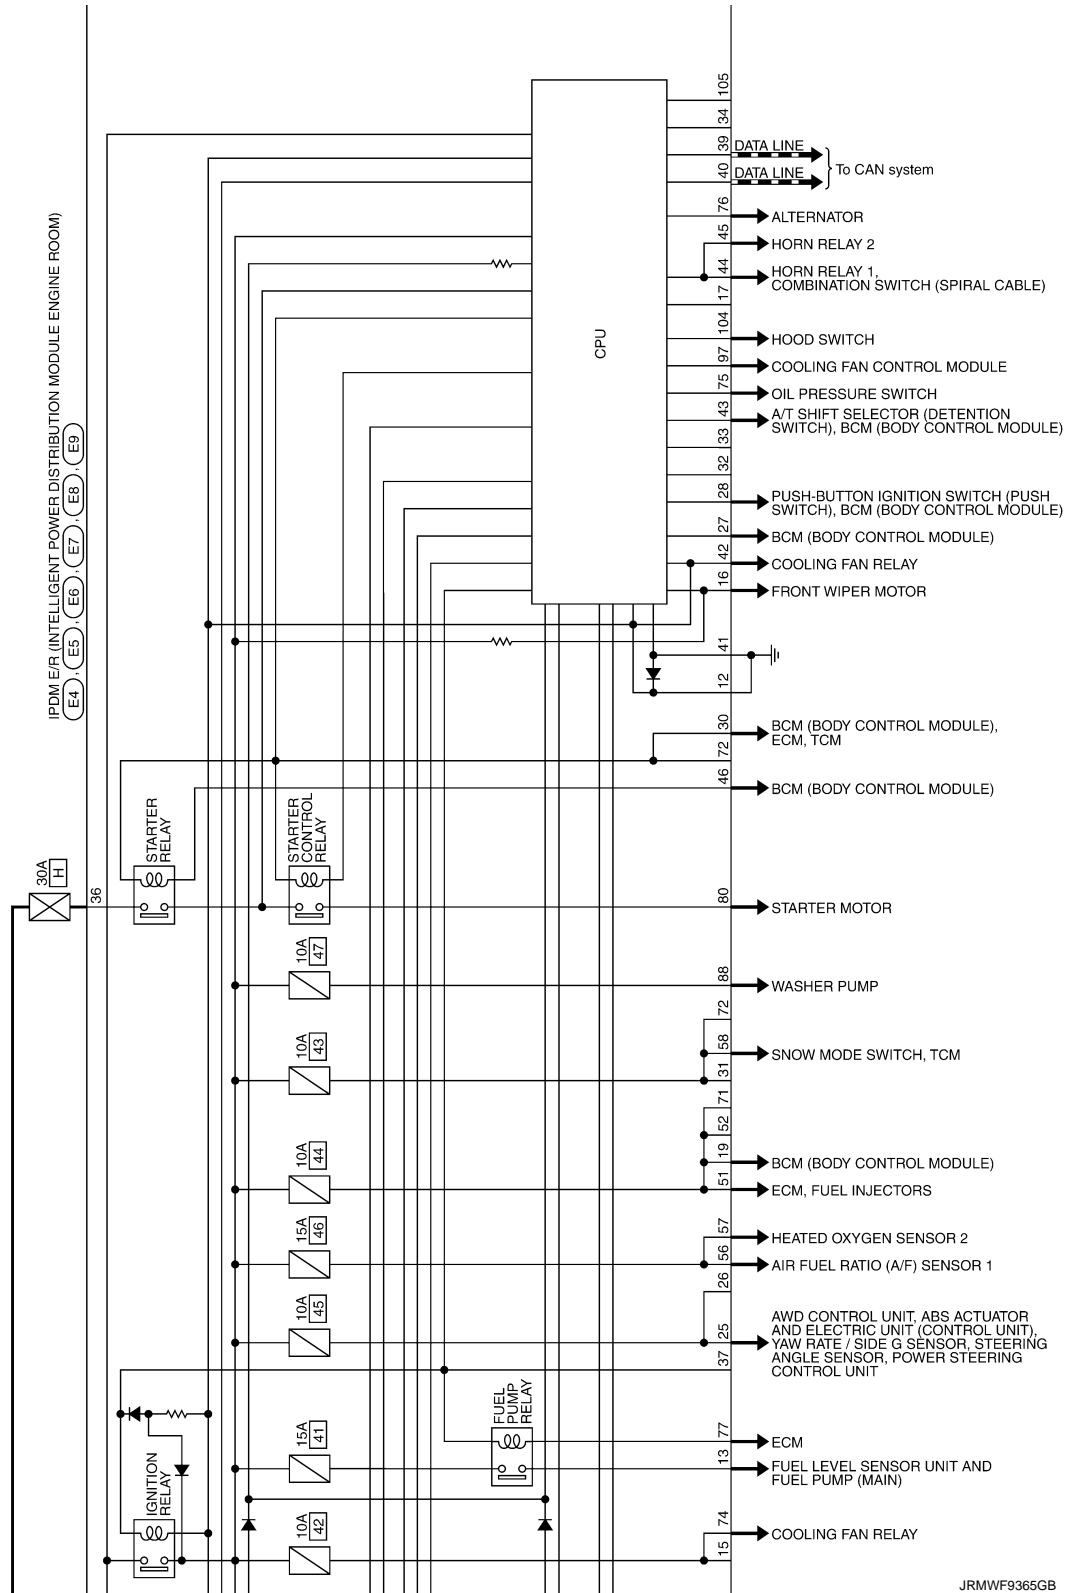 105
34
39
DATA LINE
40
DATA LINE
To CAN system
76
ALTERNATOR
45
HORN RELAY 2
44
HORN RELAY 1,
COMBINATION SWITCH (SPIRAL CABLE)
17
104
HOOD SWITCH
97
COOLING FAN CONTROL MODULE
75
OIL PRESSURE SWITCH
43
A/T SHIFT SELECTOR (DETENTION
SWITCH), BCM (BODY CONTROL MODULE)
33
32
28
PUSH-BUTTON IGNITION SWITCH (PUSH
SWITCH), BCM (BODY CONTROL MODULE)
27
BCM (BODY CONTROL MODULE)
42
COOLING FAN RELAY
16
FRONT WIPER MOTOR
CPU
IPDM E/R (INTELLIGENT POWER DISTRIBUTION MODULE ENGINE ROOM)
E4 , E5 , E6 , E7 , E8 , E9
41
12
30
BCM (BODY CONTROL MODULE),
ECM, TCM
72
46
BCM (BODY CONTROL MODULE)
STARTER
RELAY
STARTER
CONTROL
RELAY
30A
H
36
80
STARTER MOTOR
10A
47
88
WASHER PUMP
72
10A
43
58
SNOW MODE SWITCH, TCM
31
71
52
10A
44
19
BCM (BODY CONTROL MODULE)
51
ECM, FUEL INJECTORS
15A
46
57
HEATED OXYGEN SENSOR 2
56
AIR FUEL RATIO (A/F) SENSOR 1
26
10A
45
25
AWD CONTROL UNIT, ABS ACTUATOR
AND ELECTRIC UNIT (CONTROL UNIT),
YAW RATE / SIDE G SENSOR, STEERING
ANGLE SENSOR, POWER STEERING
CONTROL UNIT
37
FUEL
PUMP
RELAY
15A
41
77
ECM
13
FUEL LEVEL SENSOR UNIT AND
FUEL PUMP (MAIN)
IGNITION
RELAY
10A
42
74
COOLING FAN RELAY
15
JRMWF9365GB